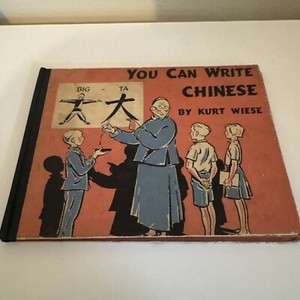 YOU CAN WRITE
CHINESE
BY KURT WIESE
BIG - TA
大